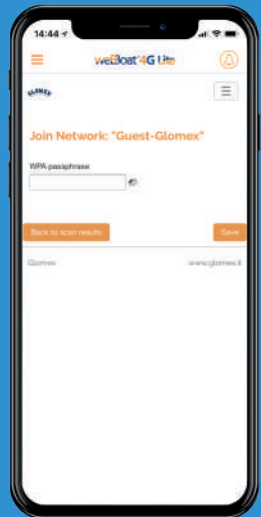 14:44
weBBoat 4G Lite
GLOMEX
Join Network: "Guest-Glomex"
WPA passphrase
Back to scan results Save
Glomex www.glomex.it